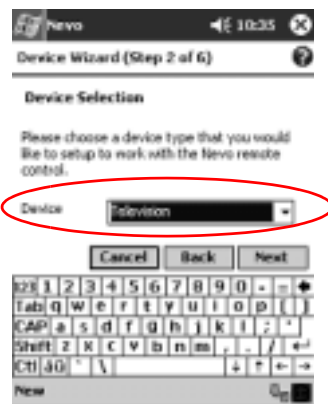 Nevo 10:35
Device Wizard (Step 2 of 6)
Device Selection
Please choose a device type that you would
like to setup to work with the Nevo remote
control.
Device Television
Cancel Back Next
123 1 2 3 4 5 6 7 8 9 0 - =
Tab q w e r t y u i o p [ ]
CAP a s d f g h j k l ; '
Shift z x c v b n m , . /
Ctl áü ` \
New